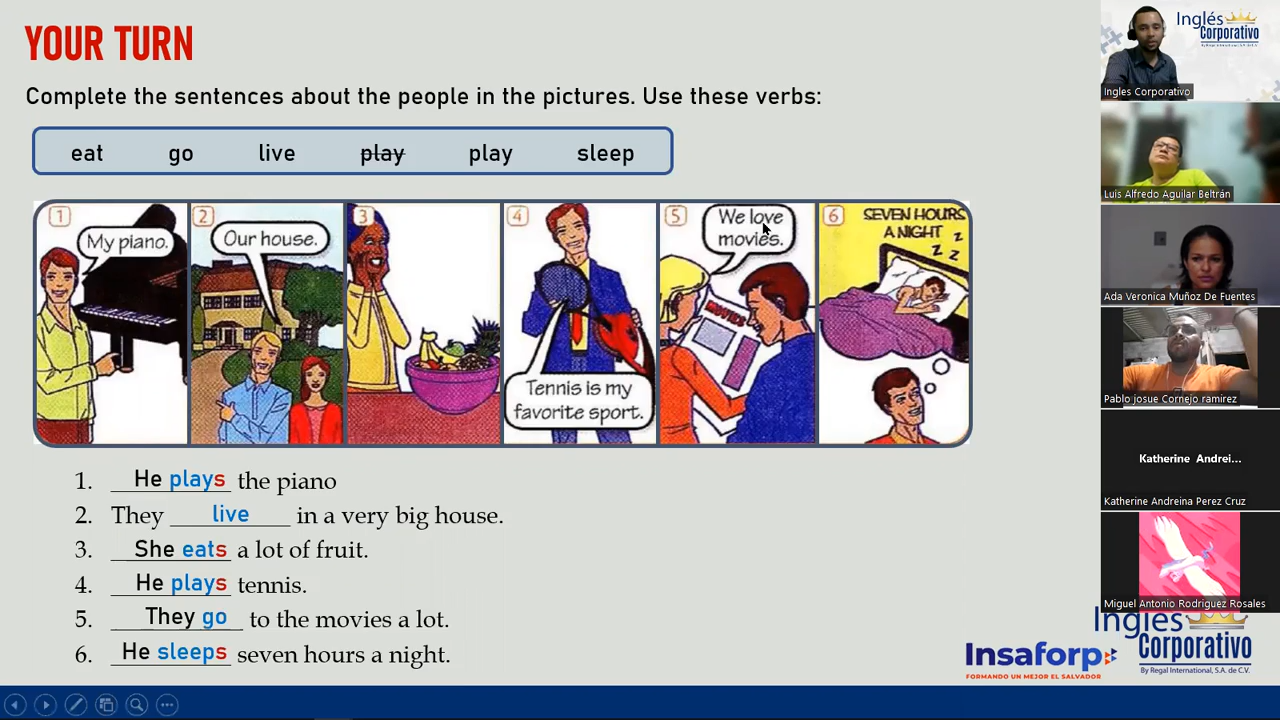 YOUR TURN
Complete the sentences about the people in the pictures. Use these verbs:
eat go live play play sleep
1
My piano.
2
Our house.
3
4
Tennis is my
favorite sport.
5
We love
movies.
MOVIES
6
SEVEN HOURS
A NIGHT
z
z z
1. He plays the piano
2. They live in a very big house.
3. She eats a lot of fruit.
4. He plays tennis.
5. They go to the movies a lot.
6. He sleeps seven hours a night.
Inglés
Corporativo
By Regal International, S.A. de C.V.
Ingles Corporativo
Luis Alfredo Aguilar Beltrán
Ada Veronica Muñoz De Fuentes
Pablo josue Cornejo ramirez
Katherine Andrei...
Katherine Andreina Perez Cruz
Miguel Antonio Rodriguez Rosales
Insaforp
FORMANDO UN MEJOR EL SALVADOR
Inglés
Corporativo
By Regal International, S.A. de C.V.